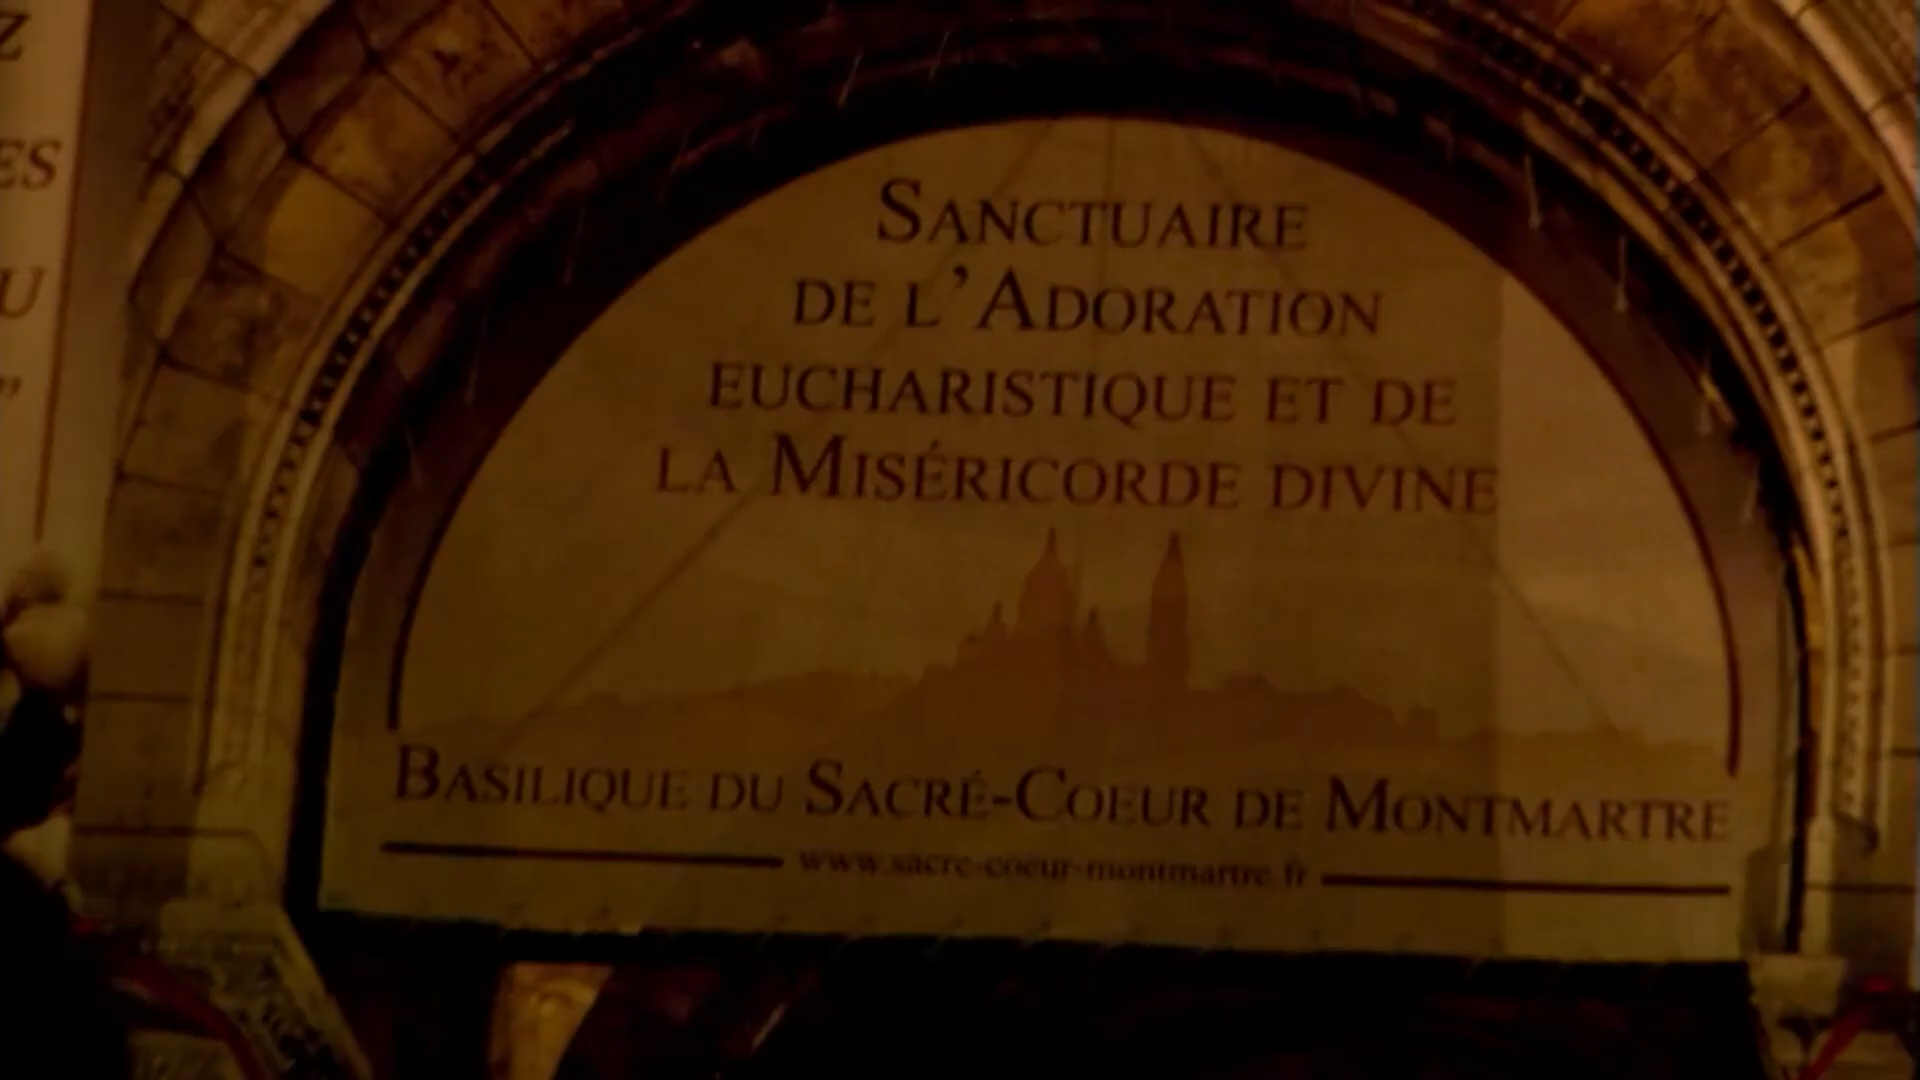 Z
ES
U
”
SANCTUAIRE
DE L’ADORATION
EUCHARISTIQUE ET DE
LA MISÉRICORDE DIVINE
BASILIQUE DU SACRÉ-COEUR DE MONTMARTRE
www.sacre-coeur-montmartre.fr